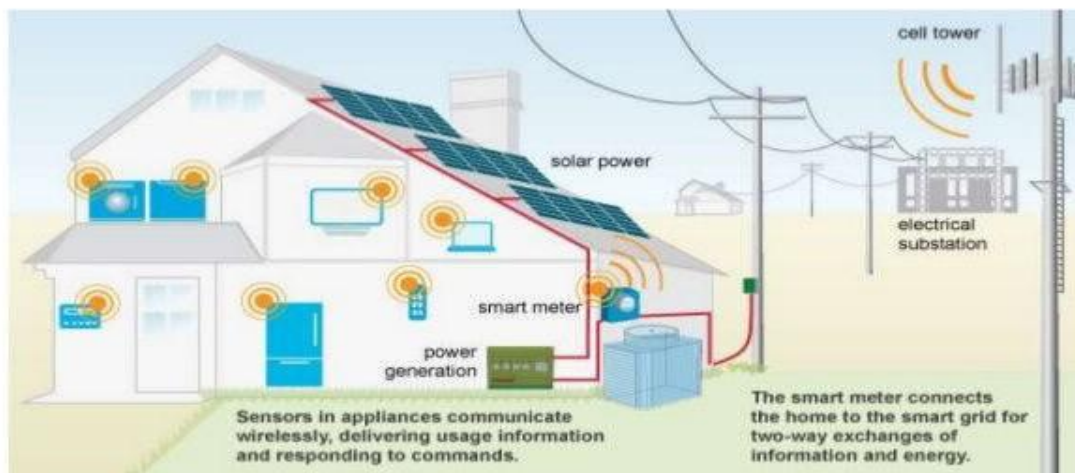 cell tower
solar power
electrical
substation
smart meter
power
generation
Sensors in appliances communicate
wirelessly, delivering usage information
and responding to commands.
The smart meter connects
the home to the smart grid for
two-way exchanges of
information and energy.